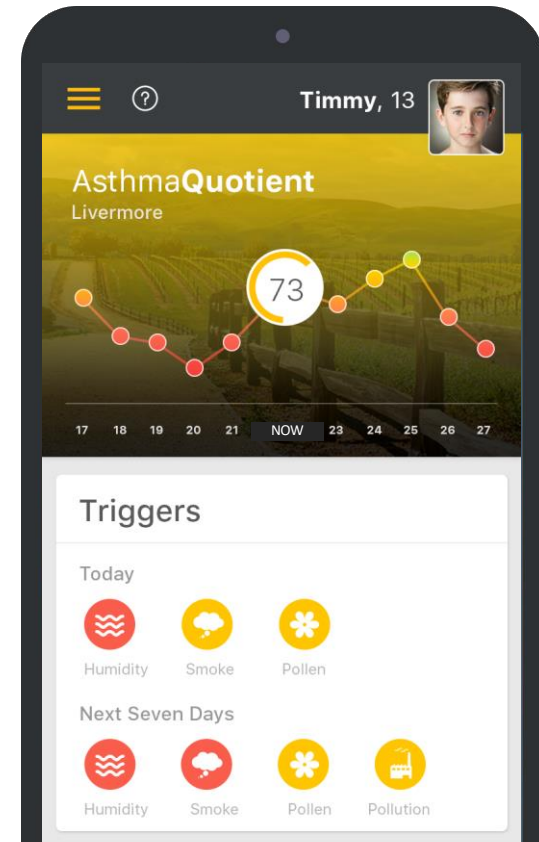 ?
Timmy, 13
AsthmaQuotient
Livermore
73
17 18 19 20 21 NOW 23 24 25 26 27
Triggers
Today
Humidity Smoke Pollen
Next Seven Days
Humidity Smoke Pollen Pollution